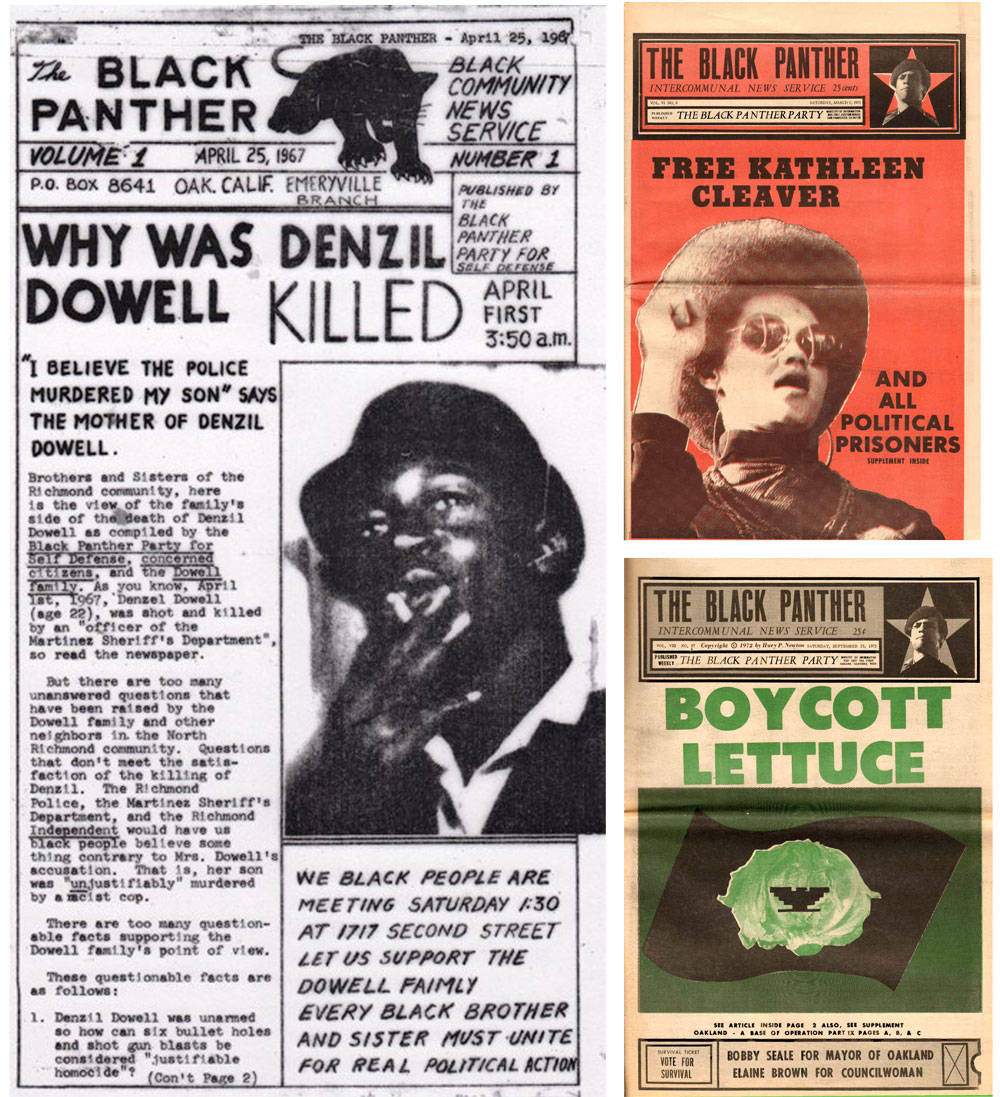 THE BLACK PANTHER - April 25, 1967
The BLACK
PANTHER
BLACK
COMMUNITY
NEWS
SERVICE
VOLUME 1 APRIL 25, 1967 NUMBER 1
P.O. BOX 8641 OAK. CALIF. EMERYVILLE
BRANCH
PUBLISHED BY
THE
BLACK
PANTHER
PARTY FOR
SELF DEFENSE
WHY WAS DENZIL
DOWELL KILLED
APRIL
FIRST
3:50 a.m.
"I BELIEVE THE POLICE
MURDERED MY SON" SAYS
THE MOTHER OF DENZIL
DOWELL.
Brothers and Sisters of the
Richmond community, here
is the view of the family's
side of the death of Denzil
Dowell as compiled by the
Black Panther Party for
Self Defense, concerned
citizens, and the Dowell
family. As you know, April
1st, 1967, Denzel Dowell
(age 22), was shot and killed
by an "officer of the
Martinez Sheriff's Department",
so read the newspaper.
But there are too many
unanswered questions that
have been raised by the
Dowell family and other
neighbors in the North
Richmond community. Questions
that don't meet the satis-
faction of the killing of
Denzil. The Richmond
Police, the Martinez Sheriff's
Department, and the Richmond
Independent would have us
black people believe some
thing contrary to Mrs. Dowell's
accusation. That is, her son
was "unjustifiably" murdered
by a racist cop.
There are too many question-
able facts supporting the
Dowell family's point of view.
These questionable facts are
as follows:
1. Denzil Dowell was unarmed
so how can six bullet holes
and shot gun blasts be
considered "justifiable
homocide"? (Con't Page 2)
WE BLACK PEOPLE ARE
MEETING SATURDAY 1:30
AT 1717 SECOND STREET
LET US SUPPORT THE
DOWELL FAIMLY
EVERY BLACK BROTHER
AND SISTER MUST UNITE
FOR REAL POLITICAL ACTION
THE BLACK PANTHER
INTERCOMMUNAL NEWS SERVICE 25 cents
PUBLISHED
WEEKLY THE BLACK PANTHER PARTY
FREE KATHLEEN
CLEAVER
AND
ALL
POLITICAL
PRISONERS
SUPPLEMENT INSIDE
THE BLACK PANTHER
INTERCOMMUNAL NEWS SERVICE 25¢
Copyright © 1972 by Huey P. Newton
PUBLISHED
WEEKLY THE BLACK PANTHER PARTY
BOYCOTT
LETTUCE
SEE ARTICLE INSIDE PAGE 2 ALSO, SEE SUPPLEMENT
OAKLAND - A BASE OF OPERATION PART IX PAGES A, B, & C
SURVIVAL TICKET
VOTE FOR
SURVIVAL
BOBBY SEALE FOR MAYOR OF OAKLAND
ELAINE BROWN FOR COUNCILWOMAN